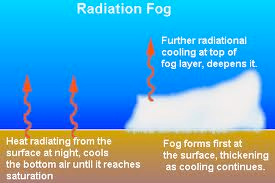 Radiation Fog
Further radiational
cooling at top of
fog layer, deepens it.
Heat radiating from the
surface at night, cools
the bottom air until it reaches
saturation
Fog forms first at
the surface, thickening
as cooling continues.